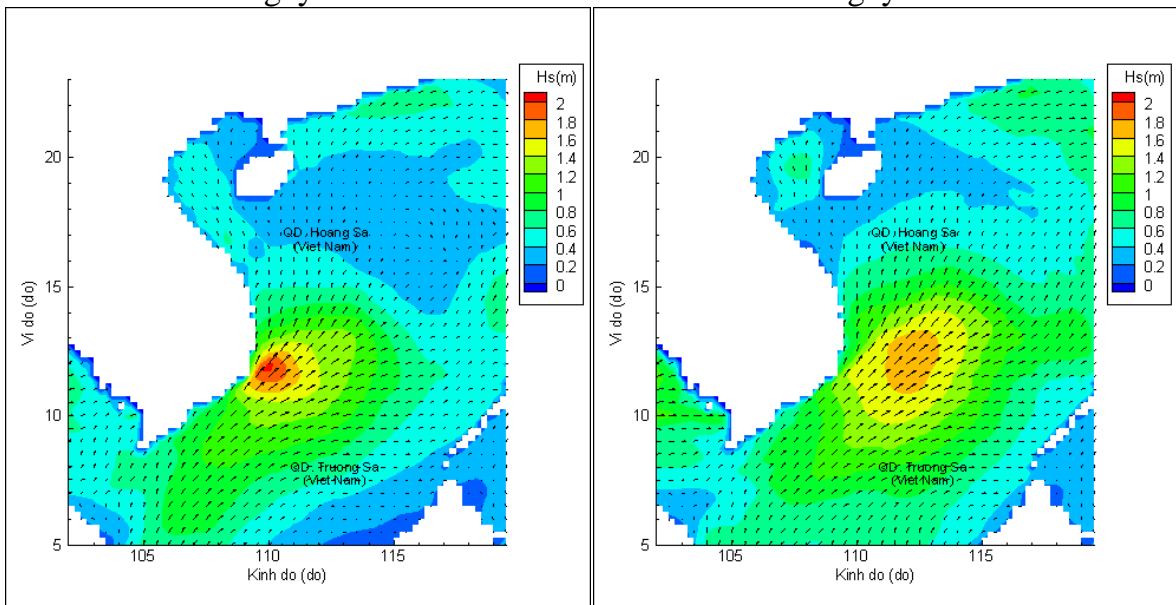 Hs(m)
2
1.8
1.6
1.4
1.2
1
0.8
0.6
0.4
0.2
0
20
15
10
5
Vi do (do)
QD. Hoang Sa
(Viet Nam)
QD. Truong Sa
(Viet Nam)
105
110
115
Kinh do (do)
Hs(m)
2
1.8
1.6
1.4
1.2
1
0.8
0.6
0.4
0.2
0
20
15
10
5
Vi do (do)
QD. Hoang Sa
(Viet Nam)
QD. Truong Sa
(Viet Nam)
105
110
115
Kinh do (do)